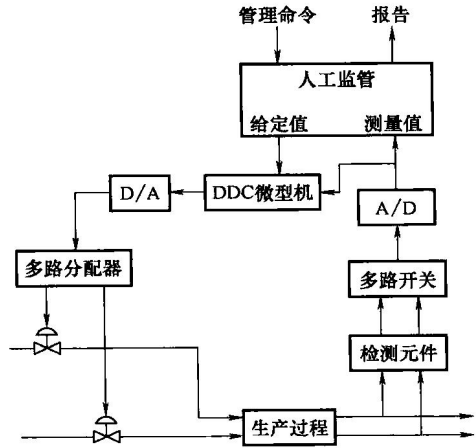 管理命令 报告
人工监管
给定值 测量值
D/A DDC微型机 A/D
多路分配器 多路开关
检测元件
生产过程